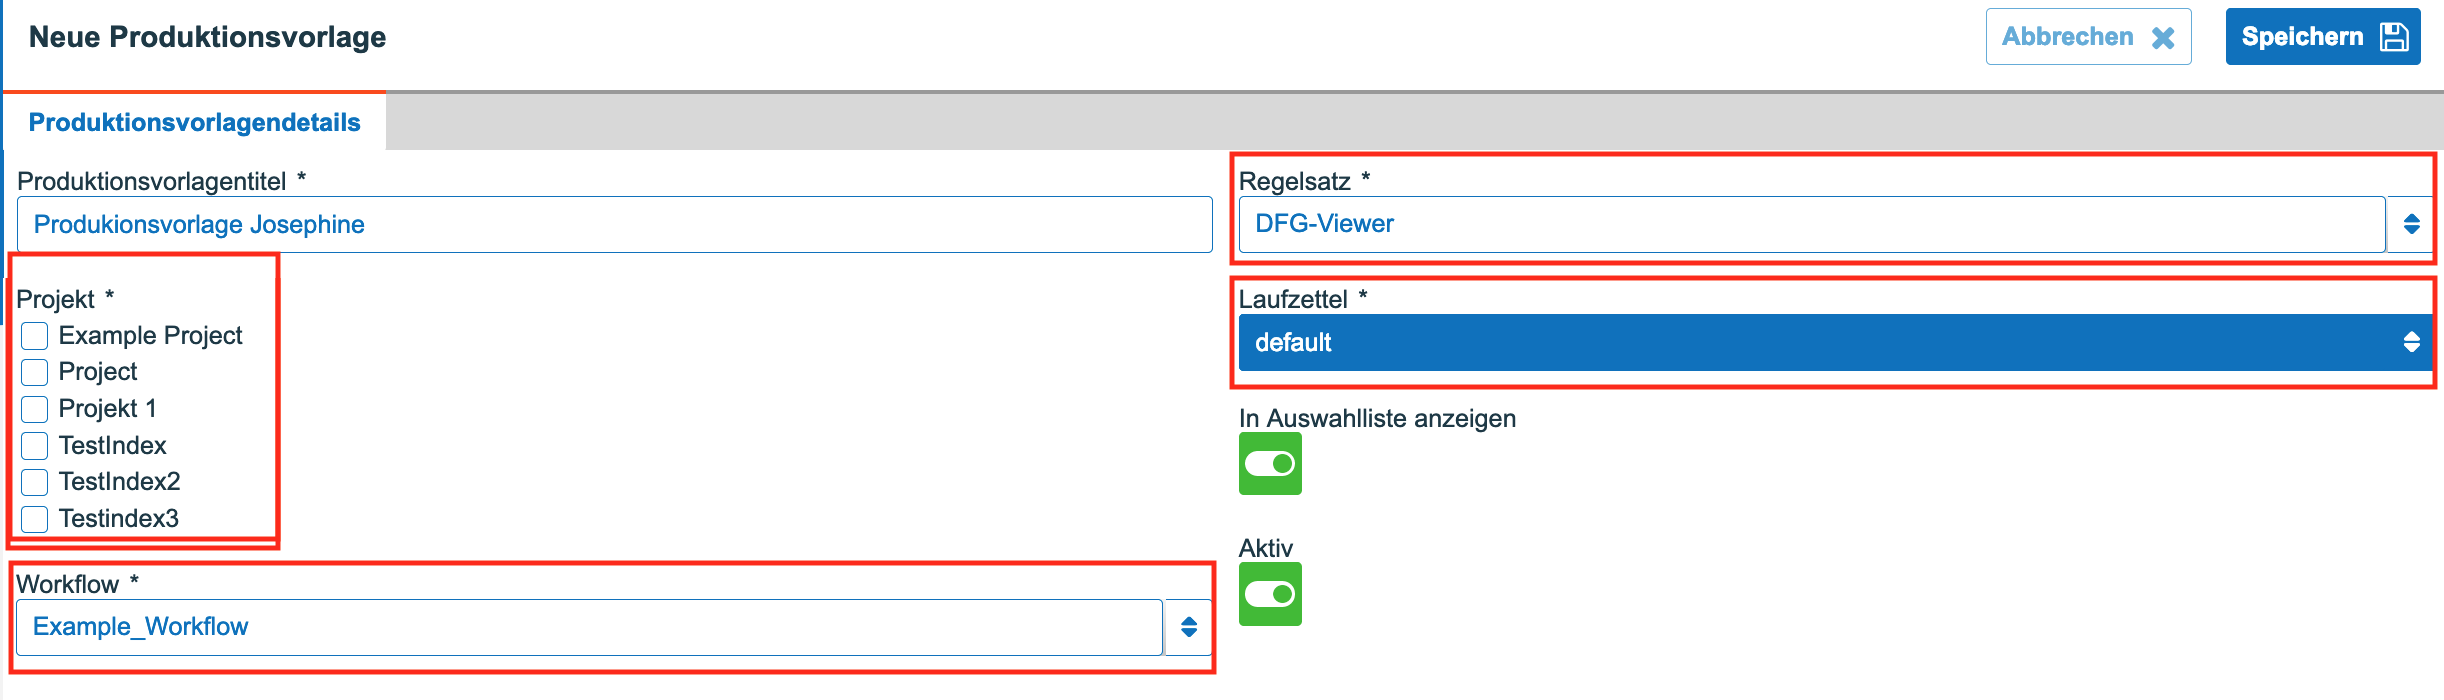 Neue Produktionsvorlage
Abbrechen
Speichern
Produktionsvorlagendetails
Produktionsvorlagentitel *
Produkionsvorlage Josephine
Projekt *
Example Project
Project
Projekt 1
TestIndex
TestIndex2
Testindex3
Workflow *
Example_Workflow
Regelsatz *
DFG-Viewer
Laufzettel *
default
In Auswahlliste anzeigen
Aktiv